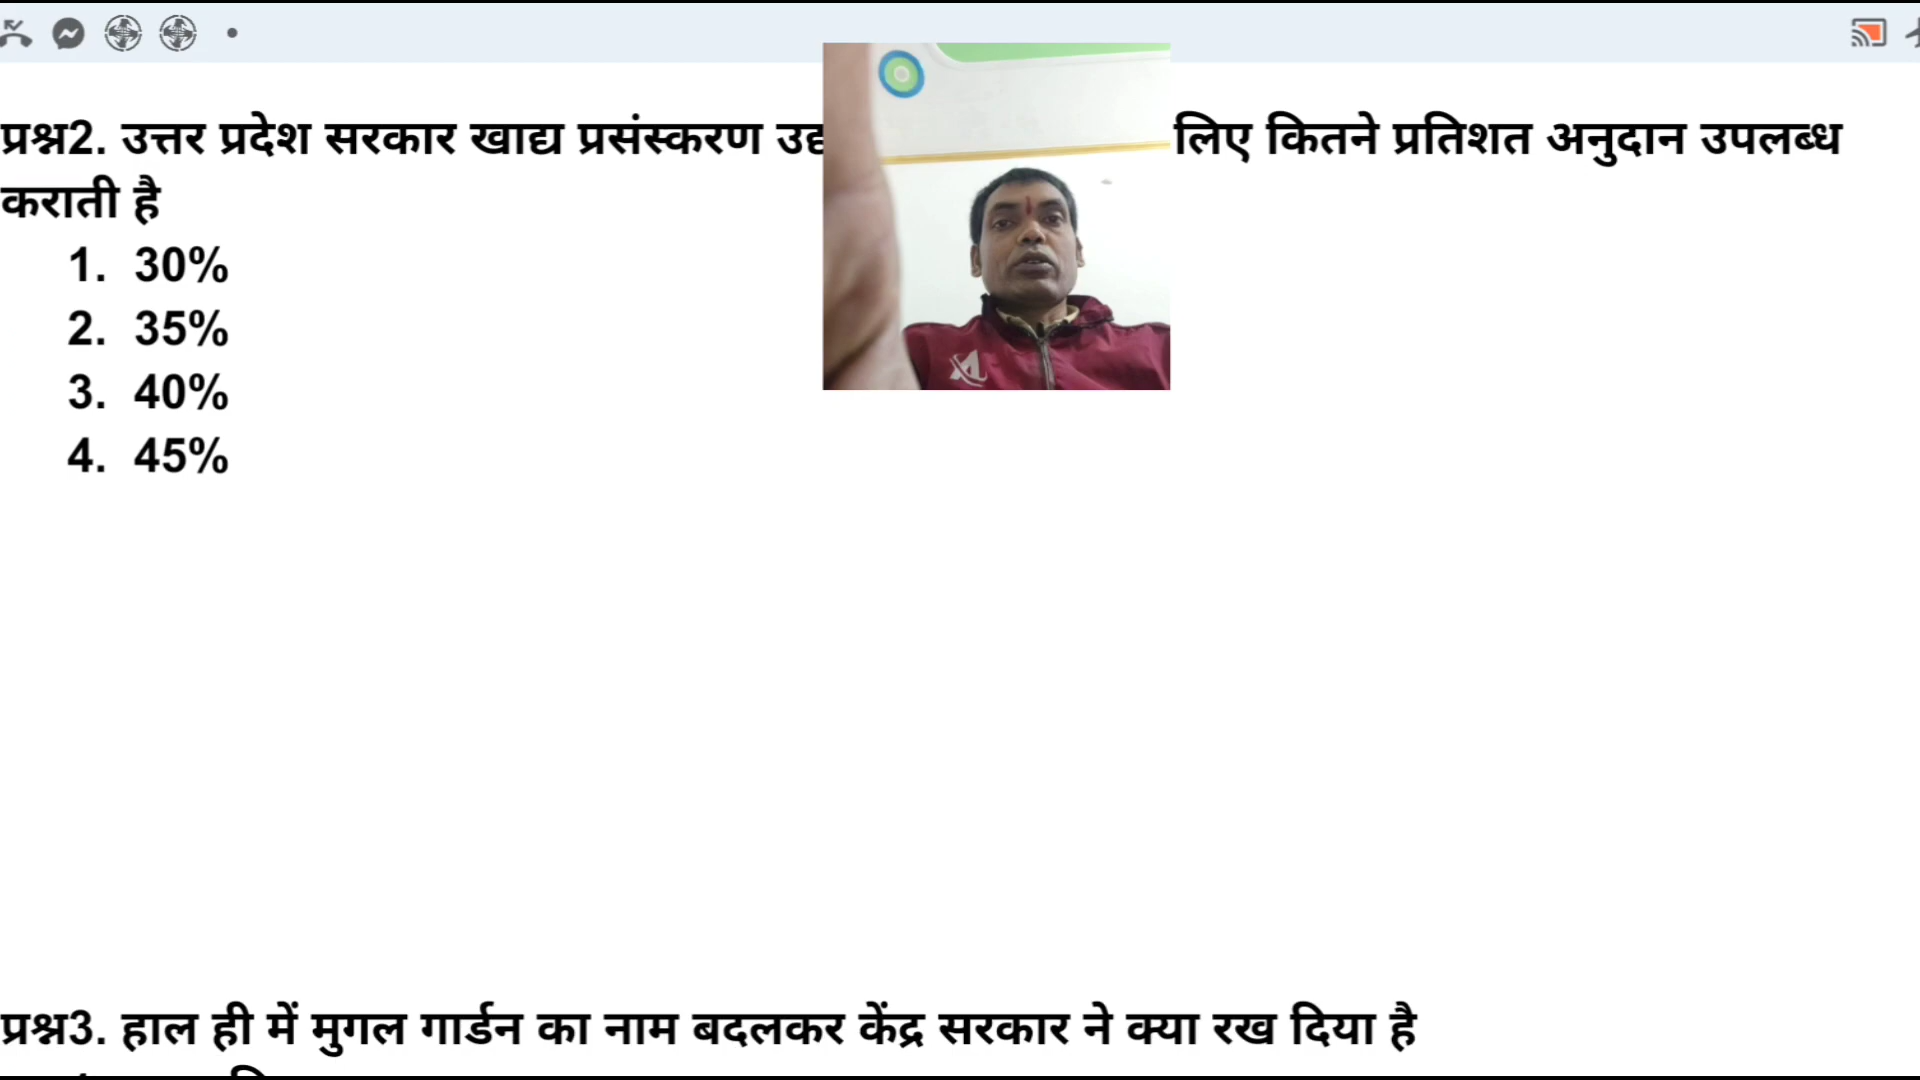 प्रश्न2. उत्तर प्रदेश सरकार खाद्य प्रसंस्करण लिए कितने प्रतिशत अनुदान उपलब्ध
कराती है
1. 30%
2. 35%
3. 40%
4. 45%
प्रश्न3. हाल ही में मुगल गार्डन का नाम बदलकर केंद्र सरकार ने क्या रख दिया है